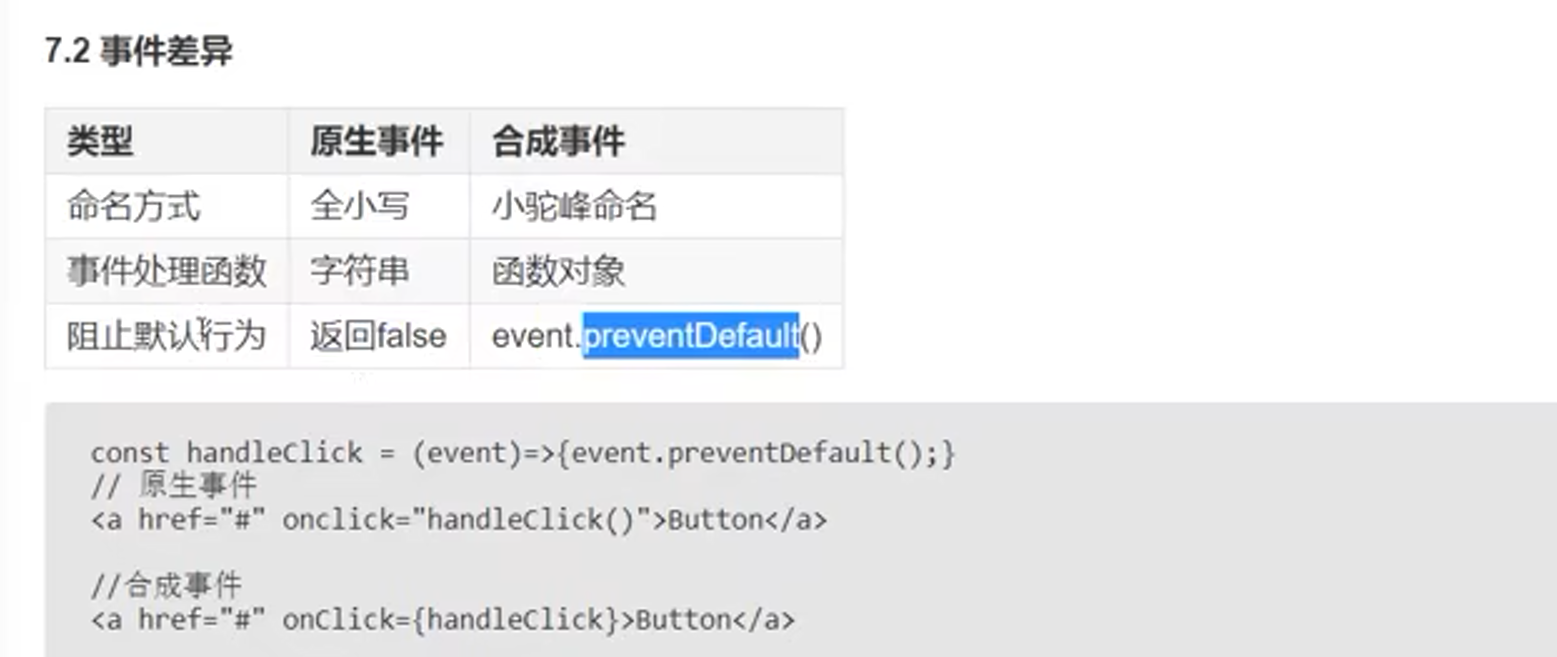 7.2 事件差异
类型 原生事件 合成事件
命名方式 全小写 小驼峰命名
事件处理函数 字符串 函数对象
阻止默认行为 返回false event.preventDefault()
const handleClick = (event)=>{event.preventDefault();}
// 原生事件
<a href="#" onclick="handleClick()">Button</a>
//合成事件
<a href="#" onClick={handleClick}>Button</a>